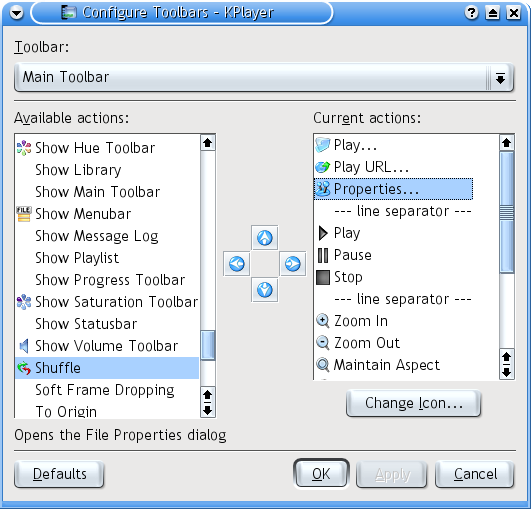 Configure Toolbars - KPlayer
Toolbar:
Main Toolbar
Available actions:
Show Hue Toolbar
Show Library
Show Main Toolbar
Show Menubar
Show Message Log
Show Playlist
Show Progress Toolbar
Show Saturation Toolbar
Show Statusbar
Show Volume Toolbar
Shuffle
Soft Frame Dropping
To Origin
Current actions:
Play...
Play URL...
Properties...
--- line separator ---
Play
Pause
Stop
--- line separator ---
Zoom In
Zoom Out
Maintain Aspect
Change Icon...
Opens the File Properties dialog
Defaults
OK
Apply
Cancel